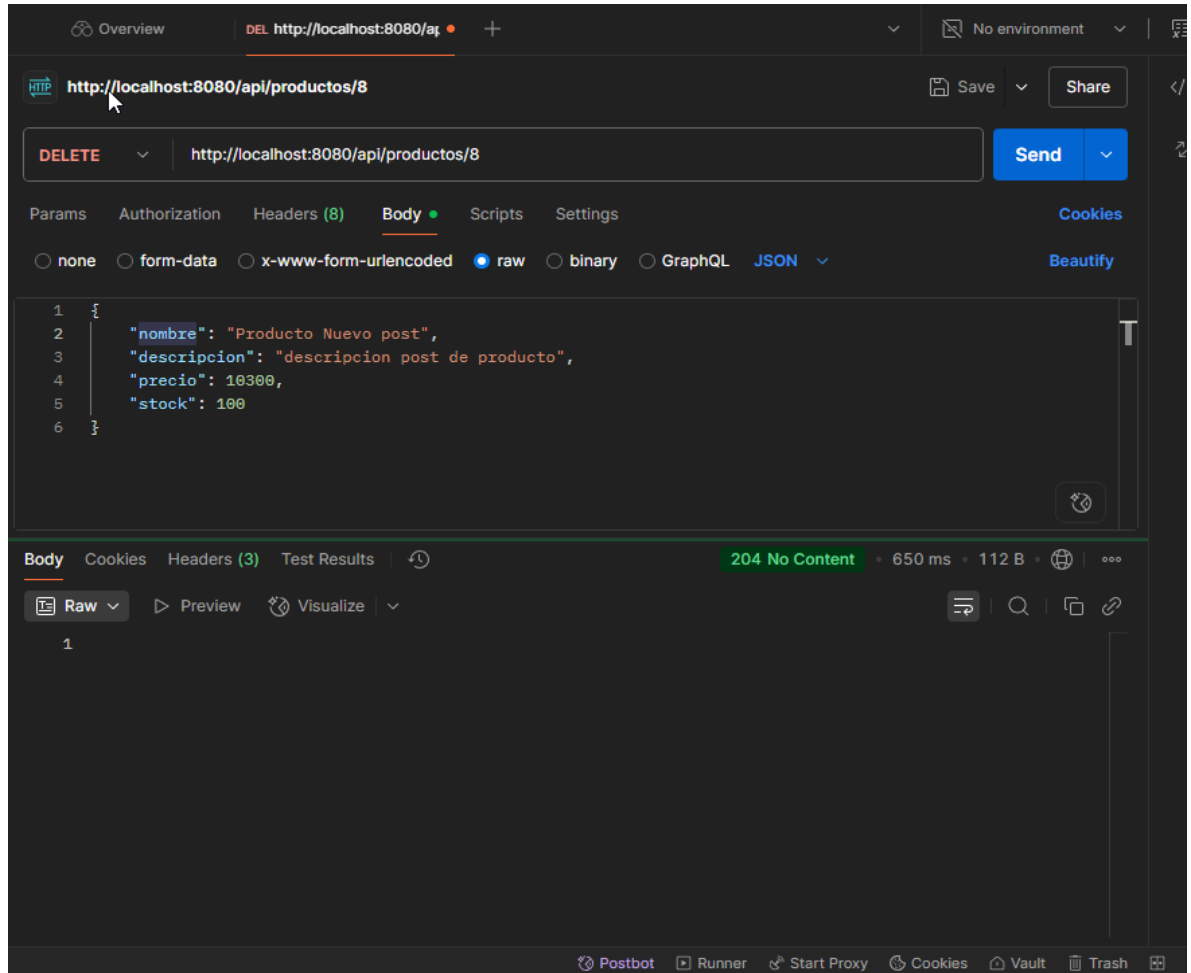 Overview DEL http://localhost:8080/ap No environment
HTTP http://localhost:8080/api/productos/8 Save Share
DELETE http://localhost:8080/api/productos/8 Send
Params Authorization Headers (8) Body Scripts Settings Cookies
none form-data x-www-form-urlencoded raw binary GraphQL JSON Beautify
1 {
2 "nombre": "Producto Nuevo post",
3 "descripcion": "descripcion post de producto",
4 "precio": 10300,
5 "stock": 100
6 }
Body Cookies Headers (3) Test Results 204 No Content 650 ms 112 B
Raw Preview Visualize
1
Postbot Runner Start Proxy Cookies Vault Trash